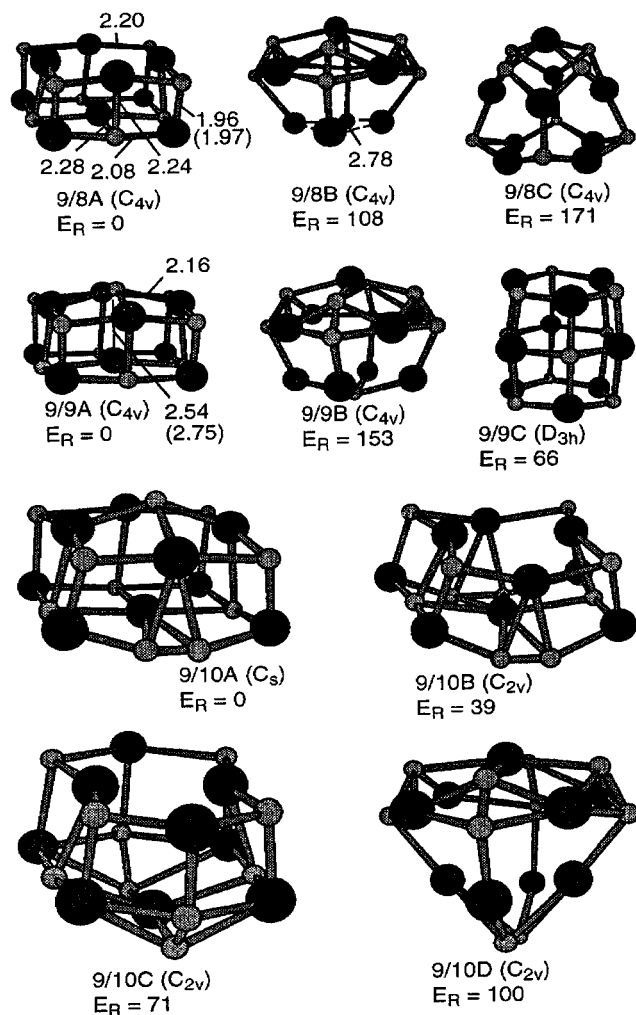 2.20
1.96
(1.97)
2.28 2.08 2.24
2.78
9/8A (C4v)
ER = 0
9/8B (C4v)
ER = 108
9/8C (C4v)
ER = 171
2.16
2.54
(2.75)
9/9A (C4v)
ER = 0
9/9B (C4v)
ER = 153
9/9C (D3h)
ER = 66
9/10A (Cs)
ER = 0
9/10B (C2v)
ER = 39
9/10C (C2v)
ER = 71
9/10D (C2v)
ER = 100